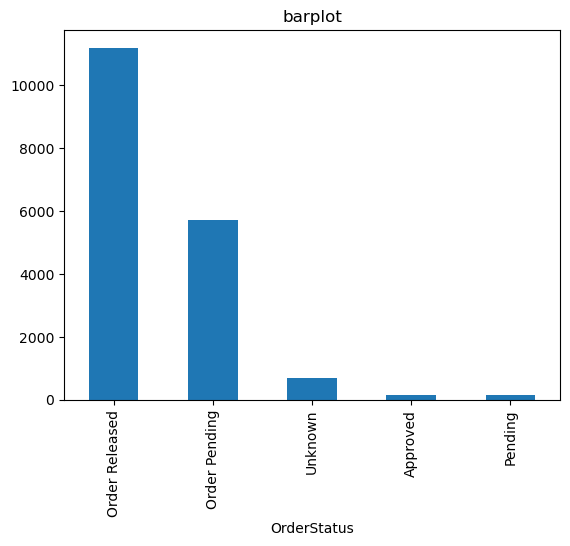 barplot
10000
8000
6000
4000
2000
0
Order Released
Order Pending
Unknown
Approved
Pending
OrderStatus